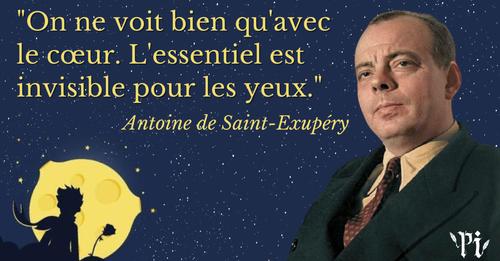 "On ne voit bien qu'avec
le cœur. L'essentiel est
invisible pour les yeux."
Antoine de Saint-Exupéry
Pi